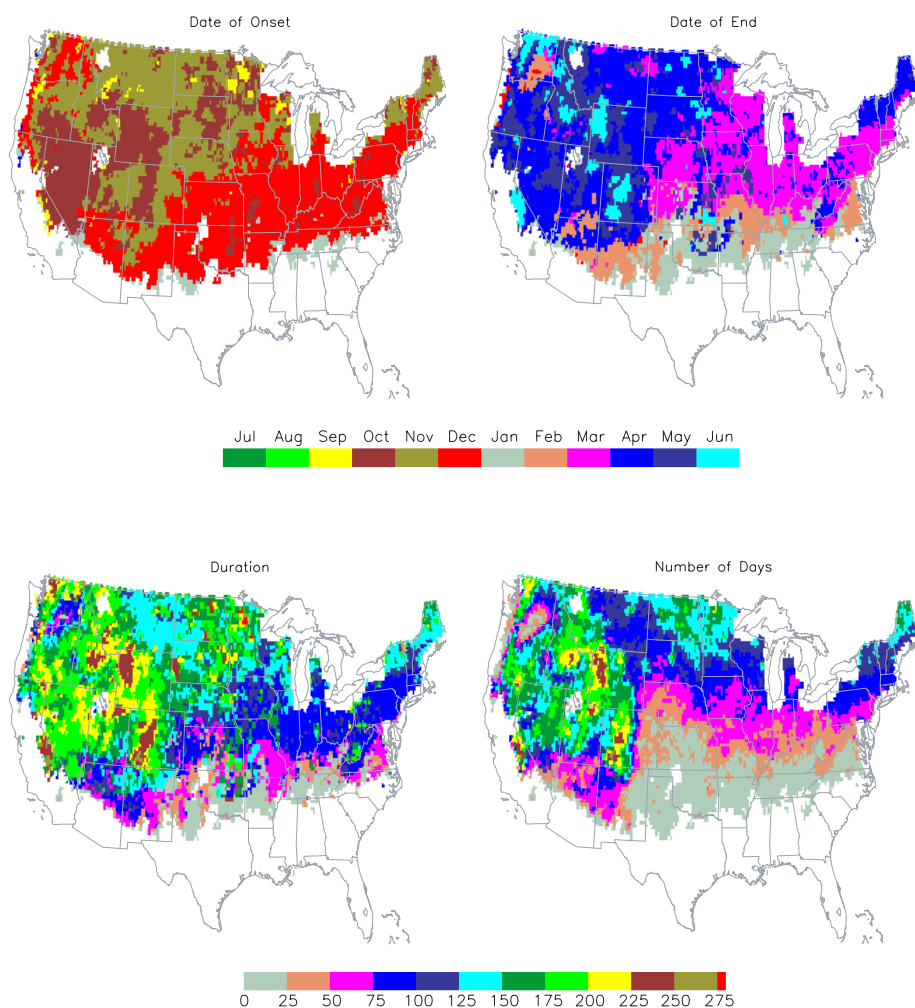 Date of Onset
Date of End
Jul Aug Sep Oct Nov Dec Jan Feb Mar Apr May Jun
Duration
Number of Days
0 25 50 75 100 125 150 175 200 225 250 275